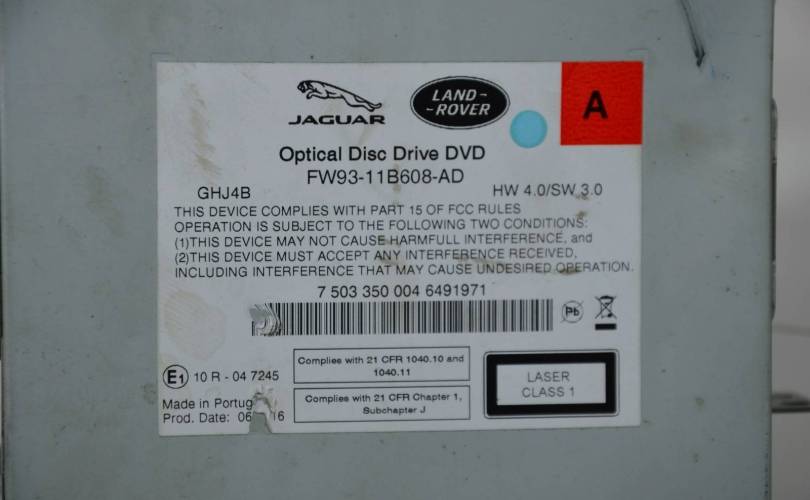 JAGUAR
LAND-
-ROVER
A
Optical Disc Drive DVD
FW93-11B608-AD
GHJ4B
HW 4.0/SW 3.0
THIS DEVICE COMPLIES WITH PART 15 OF FCC RULES
OPERATION IS SUBJECT TO THE FOLLOWING TWO CONDITIONS:
(1)THIS DEVICE MAY NOT CAUSE HARMFULL INTERFERENCE, and
(2)THIS DEVICE MUST ACCEPT ANY INTERFERENCE RECEIVED,
INCLUDING INTERFERENCE THAT MAY CAUSE UNDESIRED OPERATION.
7 503 350 004 6491971
Pb
E1 10 R - 04 7245
Complies with 21 CFR 1040.10 and
1040.11
Complies with 21 CFR Chapter 1,
Subchapter J
LASER
CLASS 1
Made in
Prod. Date: